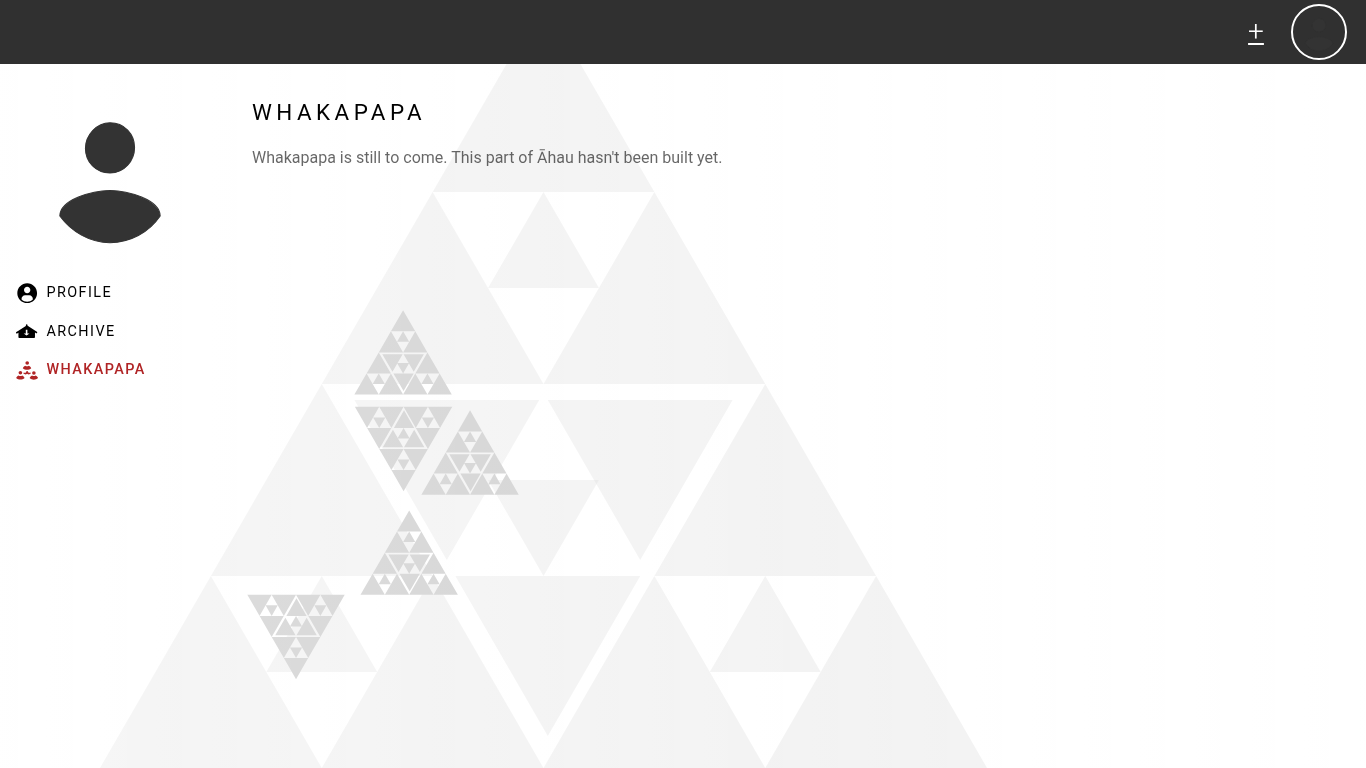 WHAKAPAPA
Whakapapa is still to come. This part of Āhau hasn't been built yet.
PROFILE
ARCHIVE
WHAKAPAPA